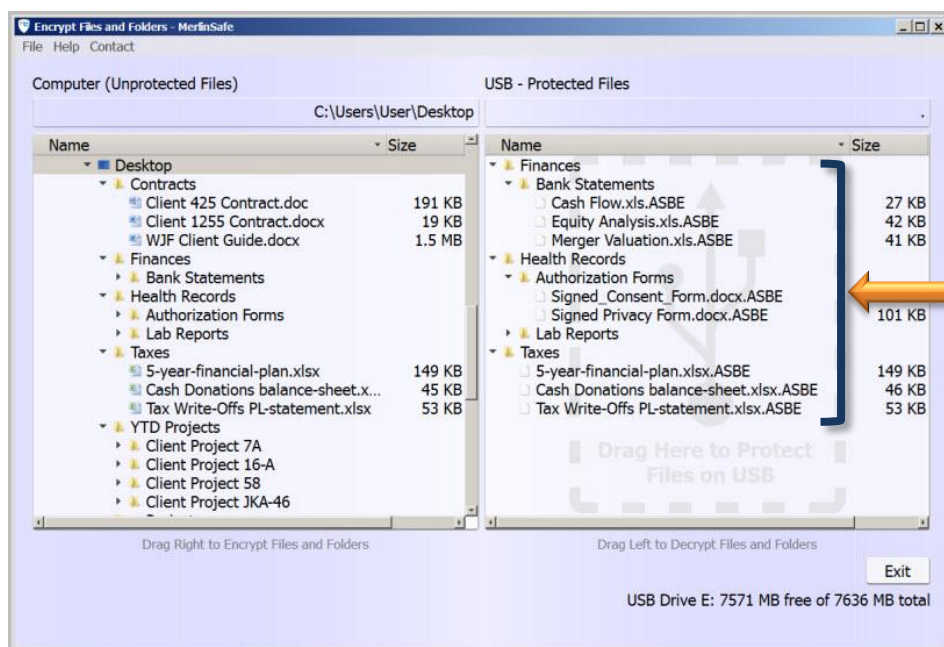 Encrypt Files and Folders - MerlinSafe
File Help Contact
Computer (Unprotected Files)
C:\Users\User\Desktop
Name Size
Desktop
Contracts
Client 425 Contract.doc 191 KB
Client 1255 Contract.docx 19 KB
WJF Client Guide.docx 1.5 MB
Finances
Bank Statements
Health Records
Authorization Forms
Lab Reports
Taxes
5-year-financial-plan.xlsx 149 KB
Cash Donations balance-sheet.x... 45 KB
Tax Write-Offs PL-statement.xlsx 53 KB
YTD Projects
Client Project 7A
Client Project 16-A
Client Project 58
Client Project JKA-46
Drag Right to Encrypt Files and Folders
USB - Protected Files
Name Size
Finances
Bank Statements
Cash Flow.xls.ASBE 27 KB
Equity Analysis.xls.ASBE 42 KB
Merger Valuation.xls.ASBE 41 KB
Health Records
Authorization Forms
Signed_Consent_Form.docx.ASBE
Signed Privacy Form.docx.ASBE 101 KB
Lab Reports
Taxes
5-year-financial-plan.xlsx.ASBE 149 KB
Cash Donations balance-sheet.xlsx.ASBE 46 KB
Tax Write-Offs PL-statement.xlsx.ASBE 53 KB
Drag Here to Protect
Files on USB
Drag Left to Decrypt Files and Folders
Exit
USB Drive E: 7571 MB free of 7636 MB total